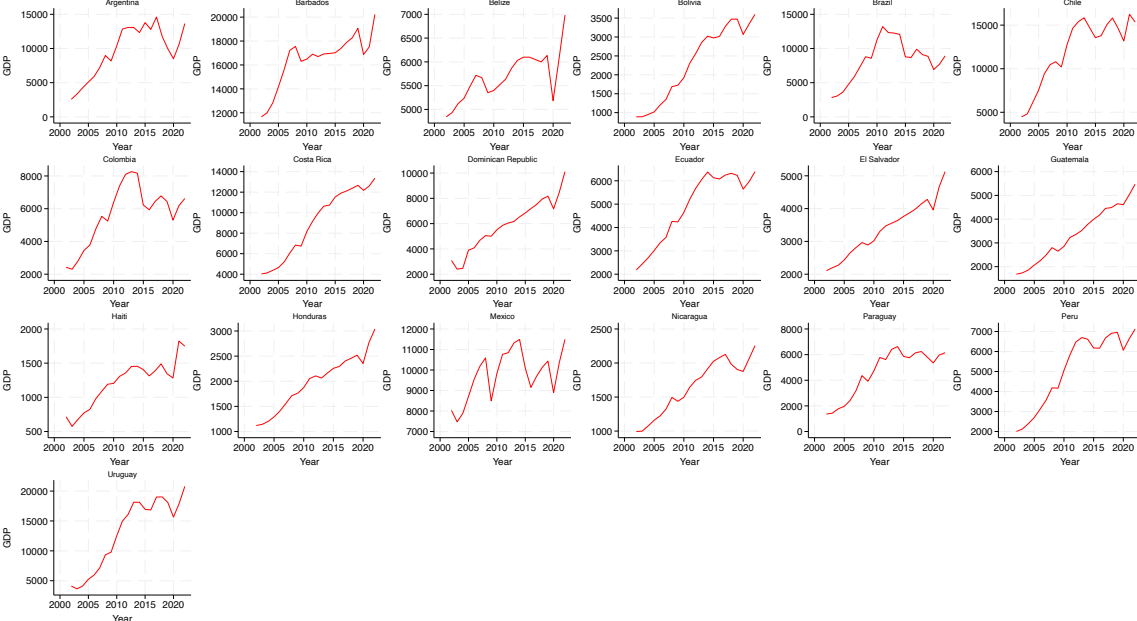 Argentina
15000
10000
5000
0
GDP
2000 2005 2010 2015 2020
Year
Barbados
20000
18000
16000
14000
12000
GDP
2000 2005 2010 2015 2020
Year
Belize
7000
6500
6000
5500
5000
GDP
2000 2005 2010 2015 2020
Year
Bolivia
3500
3000
2500
2000
1500
1000
GDP
2000 2005 2010 2015 2020
Year
Brazil
15000
10000
5000
0
GDP
2000 2005 2010 2015 2020
Year
Chile
15000
10000
5000
GDP
2000 2005 2010 2015 2020
Year
Colombia
8000
6000
4000
2000
GDP
2000 2005 2010 2015 2020
Year
Costa Rica
14000
12000
10000
8000
6000
4000
GDP
2000 2005 2010 2015 2020
Year
Dominican Republic
10000
8000
6000
4000
2000
GDP
2000 2005 2010 2015 2020
Year
Ecuador
6000
5000
4000
3000
2000
GDP
2000 2005 2010 2015 2020
Year
El Salvador
5000
4000
3000
2000
GDP
2000 2005 2010 2015 2020
Year
Guatemala
6000
5000
4000
3000
2000
GDP
2000 2005 2010 2015 2020
Year
Haiti
2000
1500
1000
500
GDP
2000 2005 2010 2015 2020
Year
Honduras
3000
2500
2000
1500
1000
GDP
2000 2005 2010 2015 2020
Year
Mexico
12000
11000
10000
9000
8000
7000
GDP
2000 2005 2010 2015 2020
Year
Nicaragua
2500
2000
1500
1000
GDP
2000 2005 2010 2015 2020
Year
Paraguay
8000
6000
4000
2000
0
GDP
2000 2005 2010 2015 2020
Year
Peru
7000
6000
5000
4000
3000
2000
GDP
2000 2005 2010 2015 2020
Year
Uruguay
20000
15000
10000
5000
GDP
2000 2005 2010 2015 2020
Year